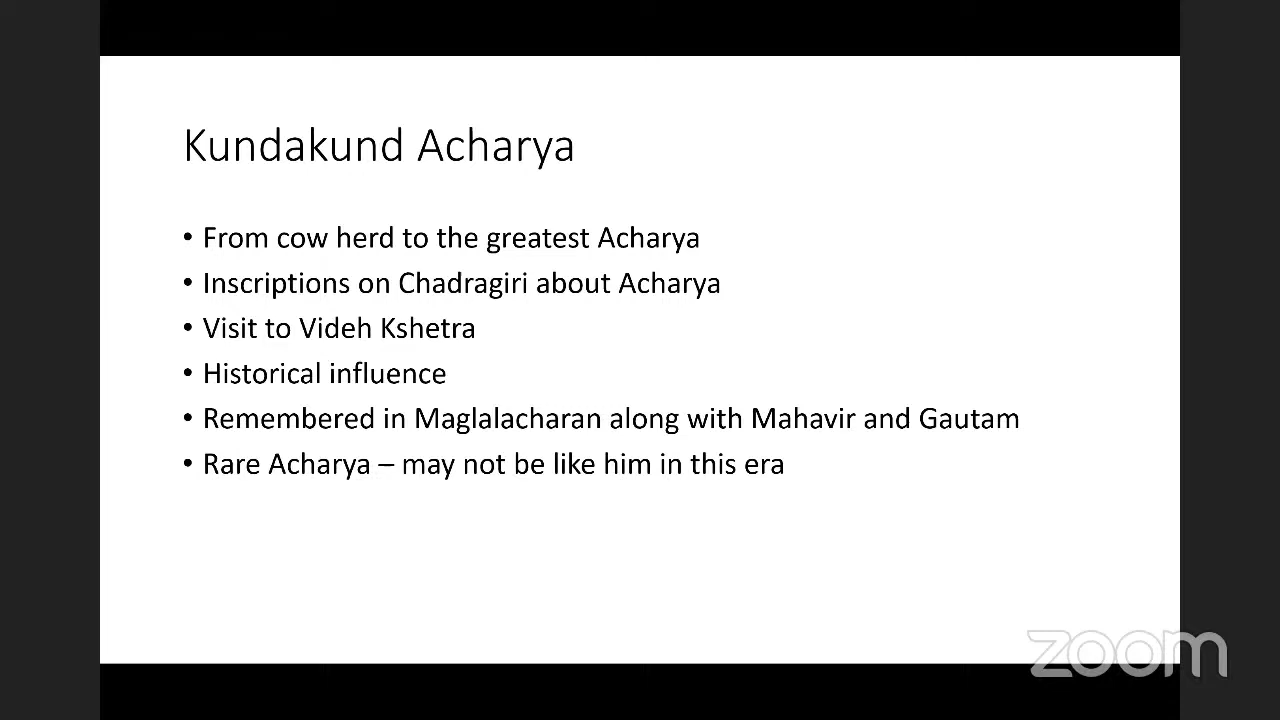 Kundakund Acharya
• From cow herd to the greatest Acharya
• Inscriptions on Chadragiri about Acharya
• Visit to Videh Kshetra
• Historical influence
• Remembered in Maglalacharan along with Mahavir and Gautam
• Rare Acharya – may not be like him in this era
zoom